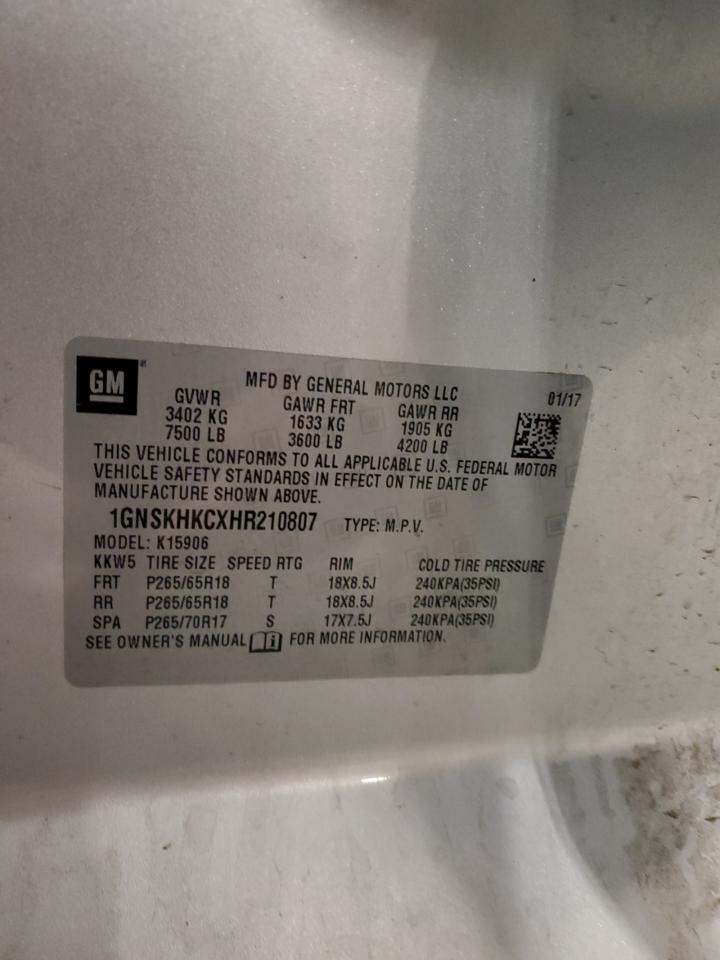 GM
MFD BY GENERAL MOTORS LLC 01/17
GVWR GAWR FRT GAWR RR
3402 KG 1633 KG 1905 KG
7500 LB 3600 LB 4200 LB
THIS VEHICLE CONFORMS TO ALL APPLICABLE U.S. FEDERAL MOTOR
VEHICLE SAFETY STANDARDS IN EFFECT ON THE DATE OF
MANUFACTURE SHOWN ABOVE.
1GNSKHKCXHR210807 TYPE: M.P.V.
MODEL: K15906
KKW5 TIRE SIZE SPEED RTG RIM COLD TIRE PRESSURE
FRT P265/65R18 T 18X8.5J 240KPA(35PSI)
RR P265/65R18 T 18X8.5J 240KPA(35PSI)
SPA P265/70R17 S 17X7.5J 240KPA(35PSI)
SEE OWNER'S MANUAL FOR MORE INFORMATION.